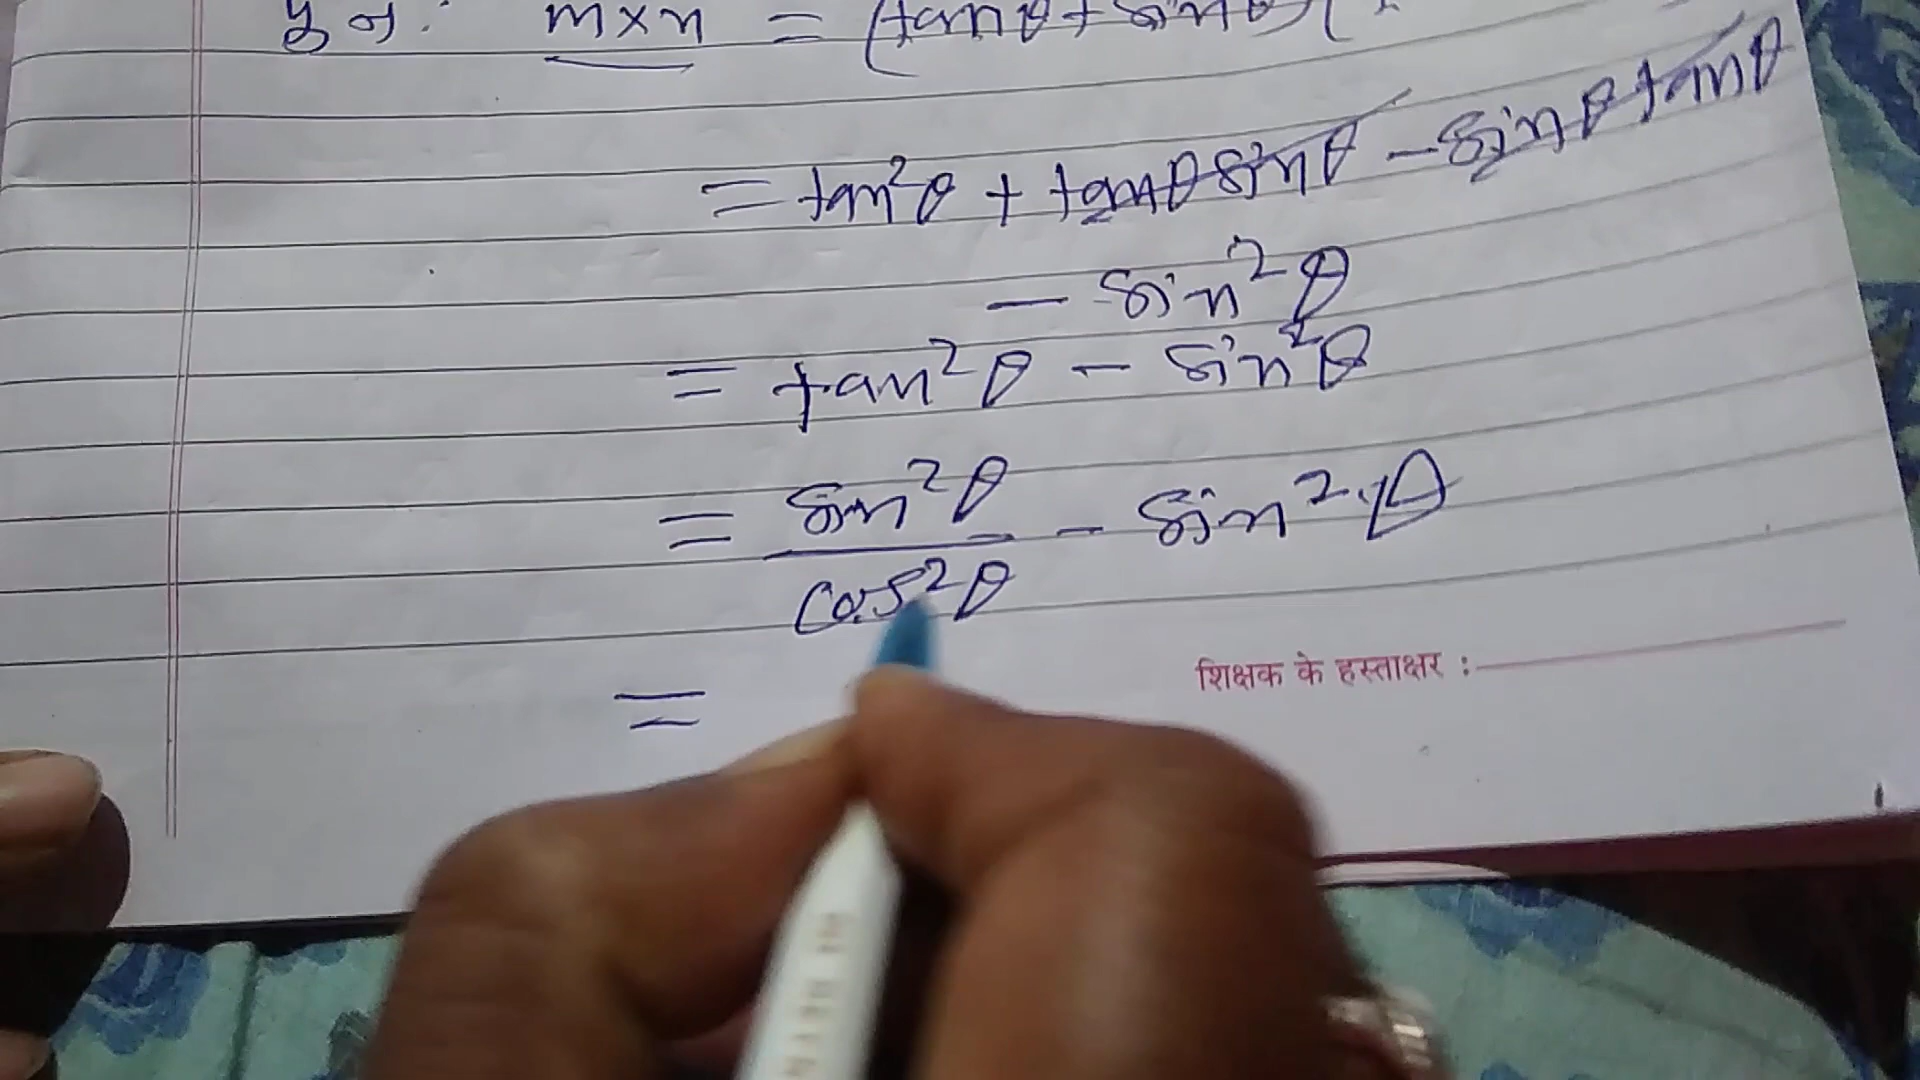 पुन: m×n = (tanθ + sinθ)(
= tan²θ + tanθ sinθ - sinθ tanθ
- sin²θ
= tan²θ - sin²θ
= sin²θ / cos²θ - sin²θ
शिक्षक के हस्ताक्षर :
=